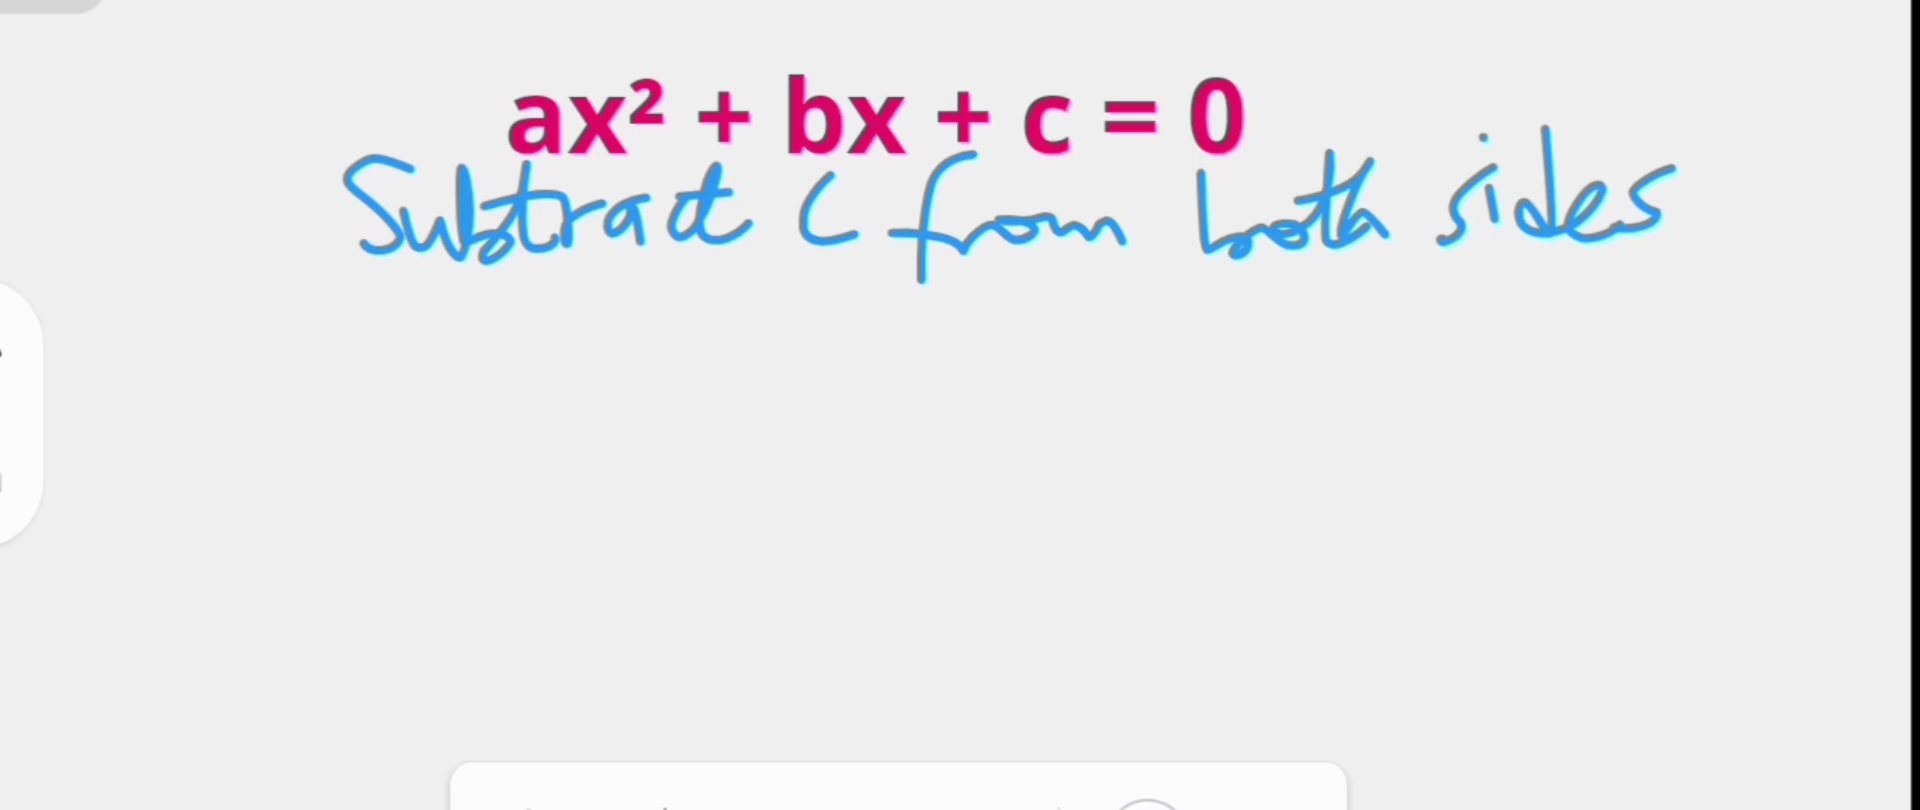 ax² + bx + c = 0
Subtract c from both sides